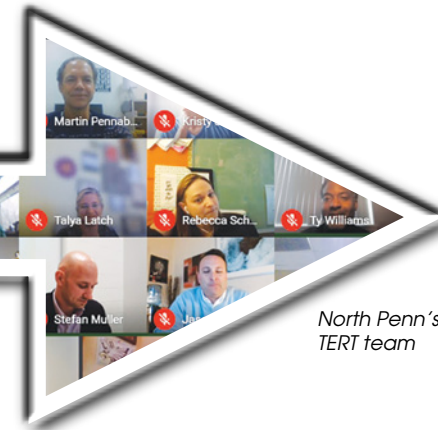 Martin Pennab...
Kristy
Talya Latch
Rebecca Sch...
Ty Williams
Stefan Muller
Ja
North Penn's
TERT team